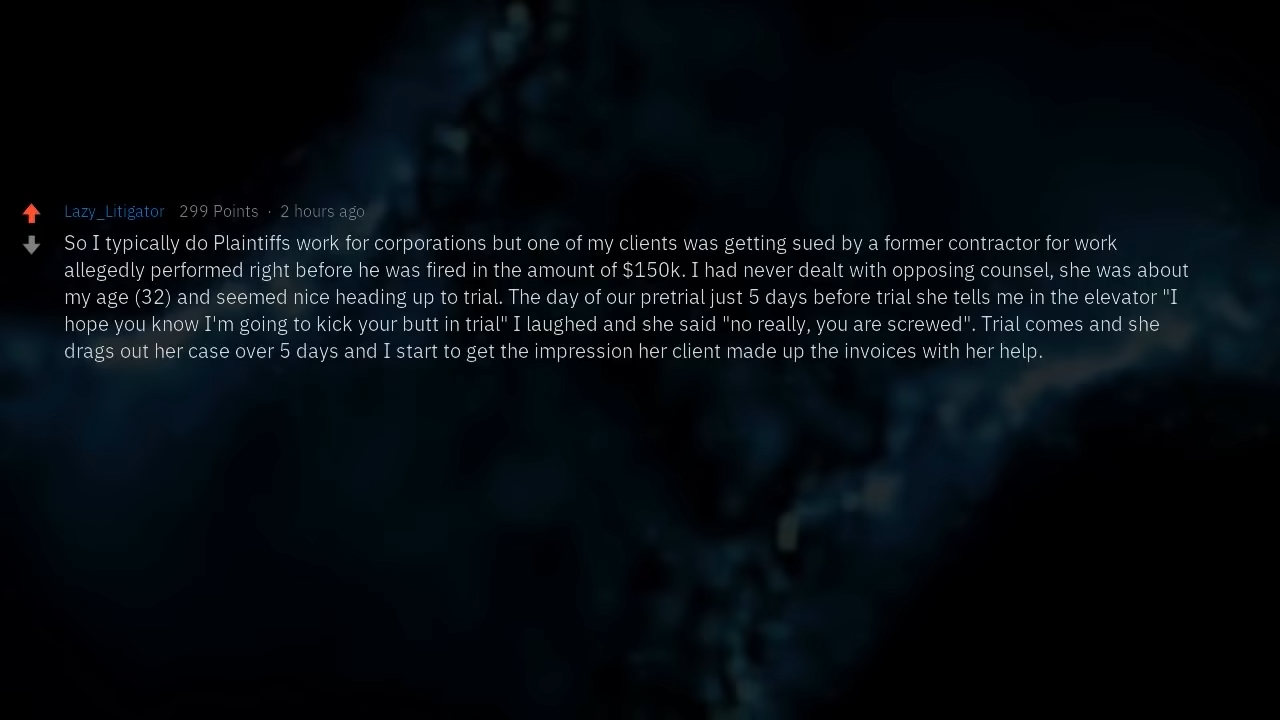 Lazy_Litigator 299 Points · 2 hours ago
So I typically do Plaintiffs work for corporations but one of my clients was getting sued by a former contractor for work
allegedly performed right before he was fired in the amount of $150k. I had never dealt with opposing counsel, she was about
my age (32) and seemed nice heading up to trial. The day of our pretrial just 5 days before trial she tells me in the elevator "I
hope you know I'm going to kick your butt in trial" I laughed and she said "no really, you are screwed". Trial comes and she
drags out her case over 5 days and I start to get the impression her client made up the invoices with her help.